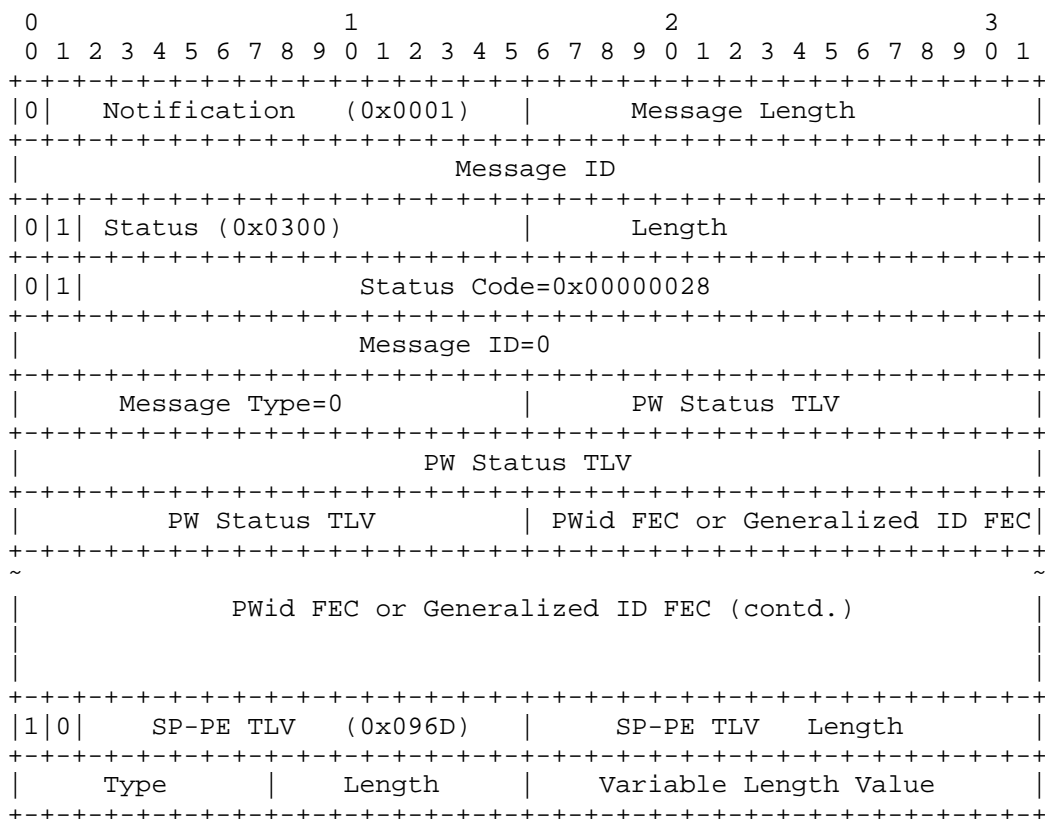 0                   1                   2                   3
 0 1 2 3 4 5 6 7 8 9 0 1 2 3 4 5 6 7 8 9 0 1 2 3 4 5 6 7 8 9 0 1
+-+-+-+-+-+-+-+-+-+-+-+-+-+-+-+-+-+-+-+-+-+-+-+-+-+-+-+-+-+-+-+-+
|0|   Notification   (0x0001)   |      Message Length           |
+-+-+-+-+-+-+-+-+-+-+-+-+-+-+-+-+-+-+-+-+-+-+-+-+-+-+-+-+-+-+-+-+
|                           Message ID                          |
+-+-+-+-+-+-+-+-+-+-+-+-+-+-+-+-+-+-+-+-+-+-+-+-+-+-+-+-+-+-+-+-+
|0|1| Status (0x0300)           |      Length                   |
+-+-+-+-+-+-+-+-+-+-+-+-+-+-+-+-+-+-+-+-+-+-+-+-+-+-+-+-+-+-+-+-+
|0|1|                 Status Code=0x00000028                    |
+-+-+-+-+-+-+-+-+-+-+-+-+-+-+-+-+-+-+-+-+-+-+-+-+-+-+-+-+-+-+-+-+
|                     Message ID=0                              |
+-+-+-+-+-+-+-+-+-+-+-+-+-+-+-+-+-+-+-+-+-+-+-+-+-+-+-+-+-+-+-+-+
|      Message Type=0           |      PW Status TLV            |
+-+-+-+-+-+-+-+-+-+-+-+-+-+-+-+-+-+-+-+-+-+-+-+-+-+-+-+-+-+-+-+-+
|                         PW Status TLV                         |
+-+-+-+-+-+-+-+-+-+-+-+-+-+-+-+-+-+-+-+-+-+-+-+-+-+-+-+-+-+-+-+-+
|         PW Status TLV         | PWid FEC or Generalized ID FEC|
+-+-+-+-+-+-+-+-+-+-+-+-+-+-+-+-+-+-+-+-+-+-+-+-+-+-+-+-+-+-+-+-+
~                                                               ~
|             PWid FEC or Generalized ID FEC (contd.)           |
|                                                               |
|                                                               |
+-+-+-+-+-+-+-+-+-+-+-+-+-+-+-+-+-+-+-+-+-+-+-+-+-+-+-+-+-+-+-+-+
|1|0|    SP-PE TLV   (0x096D)   |     SP-PE TLV   Length        |
+-+-+-+-+-+-+-+-+-+-+-+-+-+-+-+-+-+-+-+-+-+-+-+-+-+-+-+-+-+-+-+-+
|     Type      |    Length     |    Variable Length Value      |
+-+-+-+-+-+-+-+-+-+-+-+-+-+-+-+-+-+-+-+-+-+-+-+-+-+-+-+-+-+-+-+-+